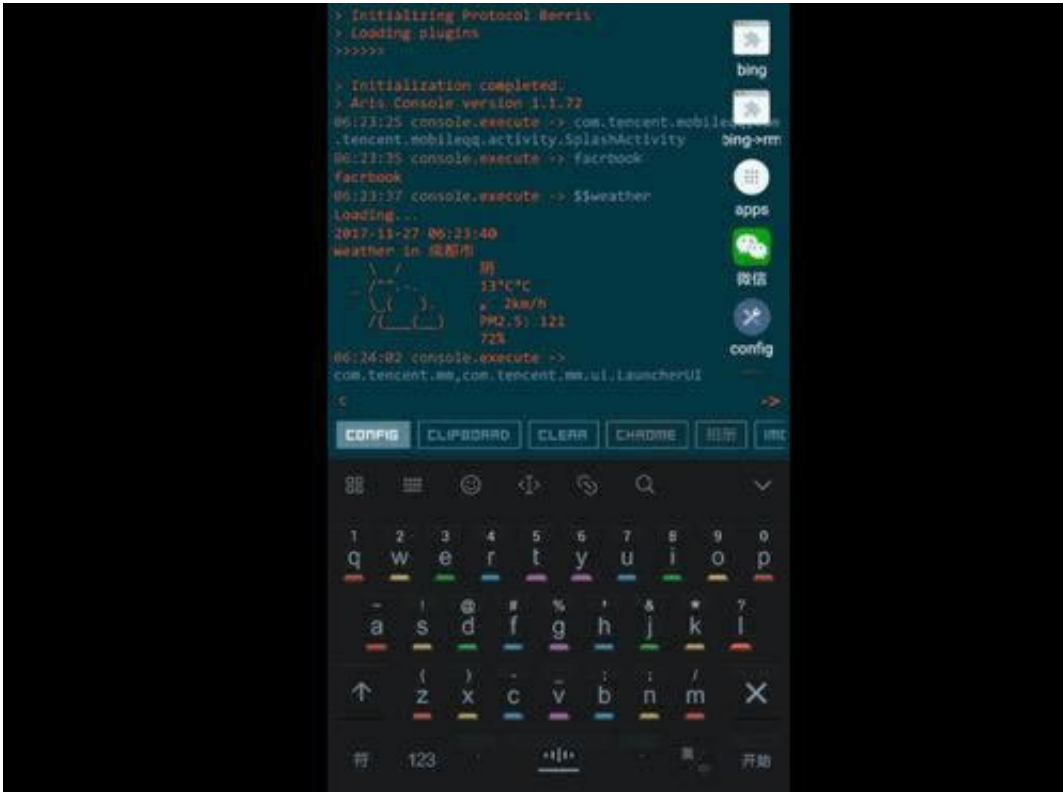 > Initializing Protocol Berris
> Loading plugins
>>>>>>
> Initialization completed.
> Aris Console version 1.1.72
06:23:25 console.execute ->
.tencent.mobileqq.activity.SplashActivity
06:23:35 console.execute -> facrbook
facrbook
06:23:37 console.execute -> $$weather
Loading...
2017-11-27 06:23:40
weather in 成都市
阴
13°C°C
2km/h
PM2.5: 121
72%
06:24:02 console.execute ->
com.tencent.mm,com.tencent.mm.ui.LauncherUI
< ->
bing
bing->rm
apps
微信
config
CONFIG CLIPBOARD CLEAR CHROME 相册
1 2 3 4 5 6 7 8 9 0
q w e r t y u i o p
~ ! @ # % ' & * ?
a s d f g h j k l
( ) - _ : ; /
z x c v b n m
符 123 开始